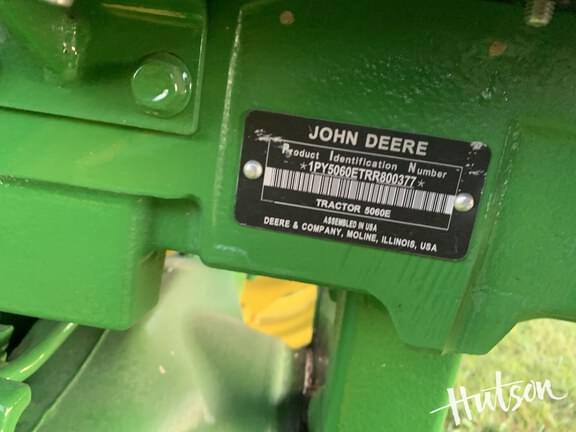 JOHN DEERE
Product Identification Number
*1PY5060ETRR800377*
TRACTOR 5060E
ASSEMBLED IN USA
DEERE & COMPANY, MOLINE, ILLINOIS, USA
Hutson